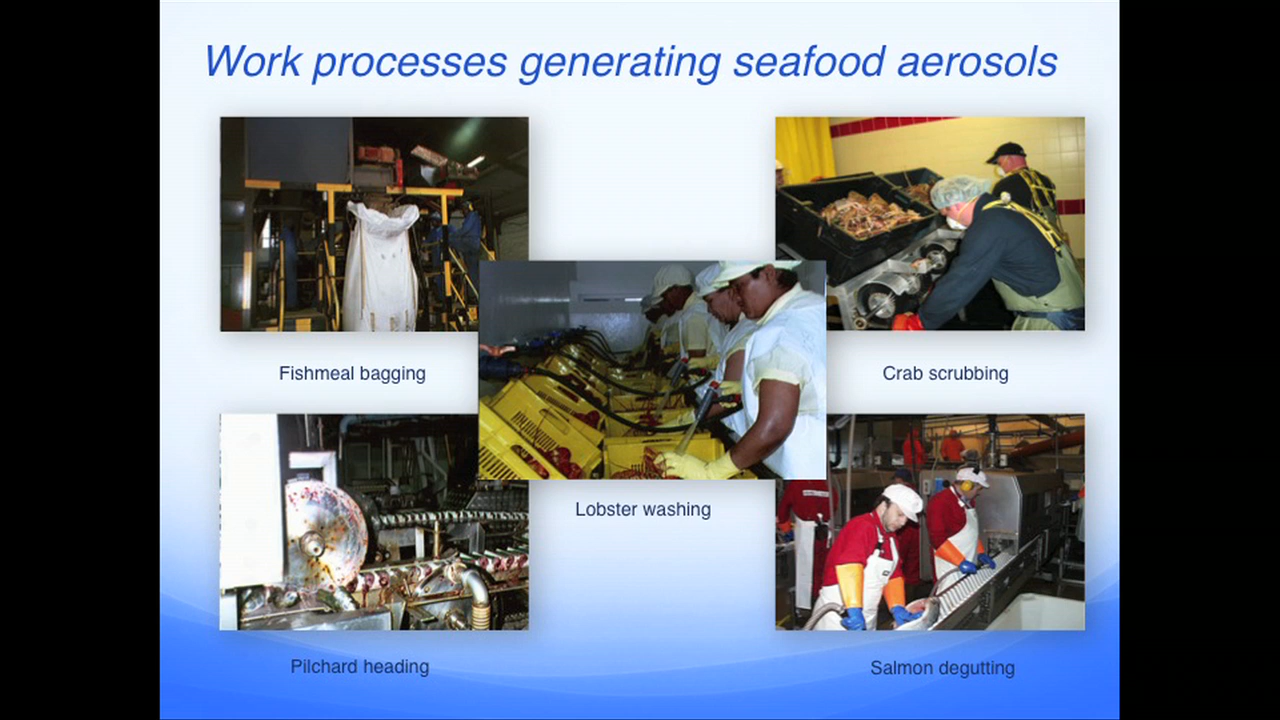 Work processes generating seafood aerosols
Fishmeal bagging
Crab scrubbing
Lobster washing
Pilchard heading
Salmon degutting